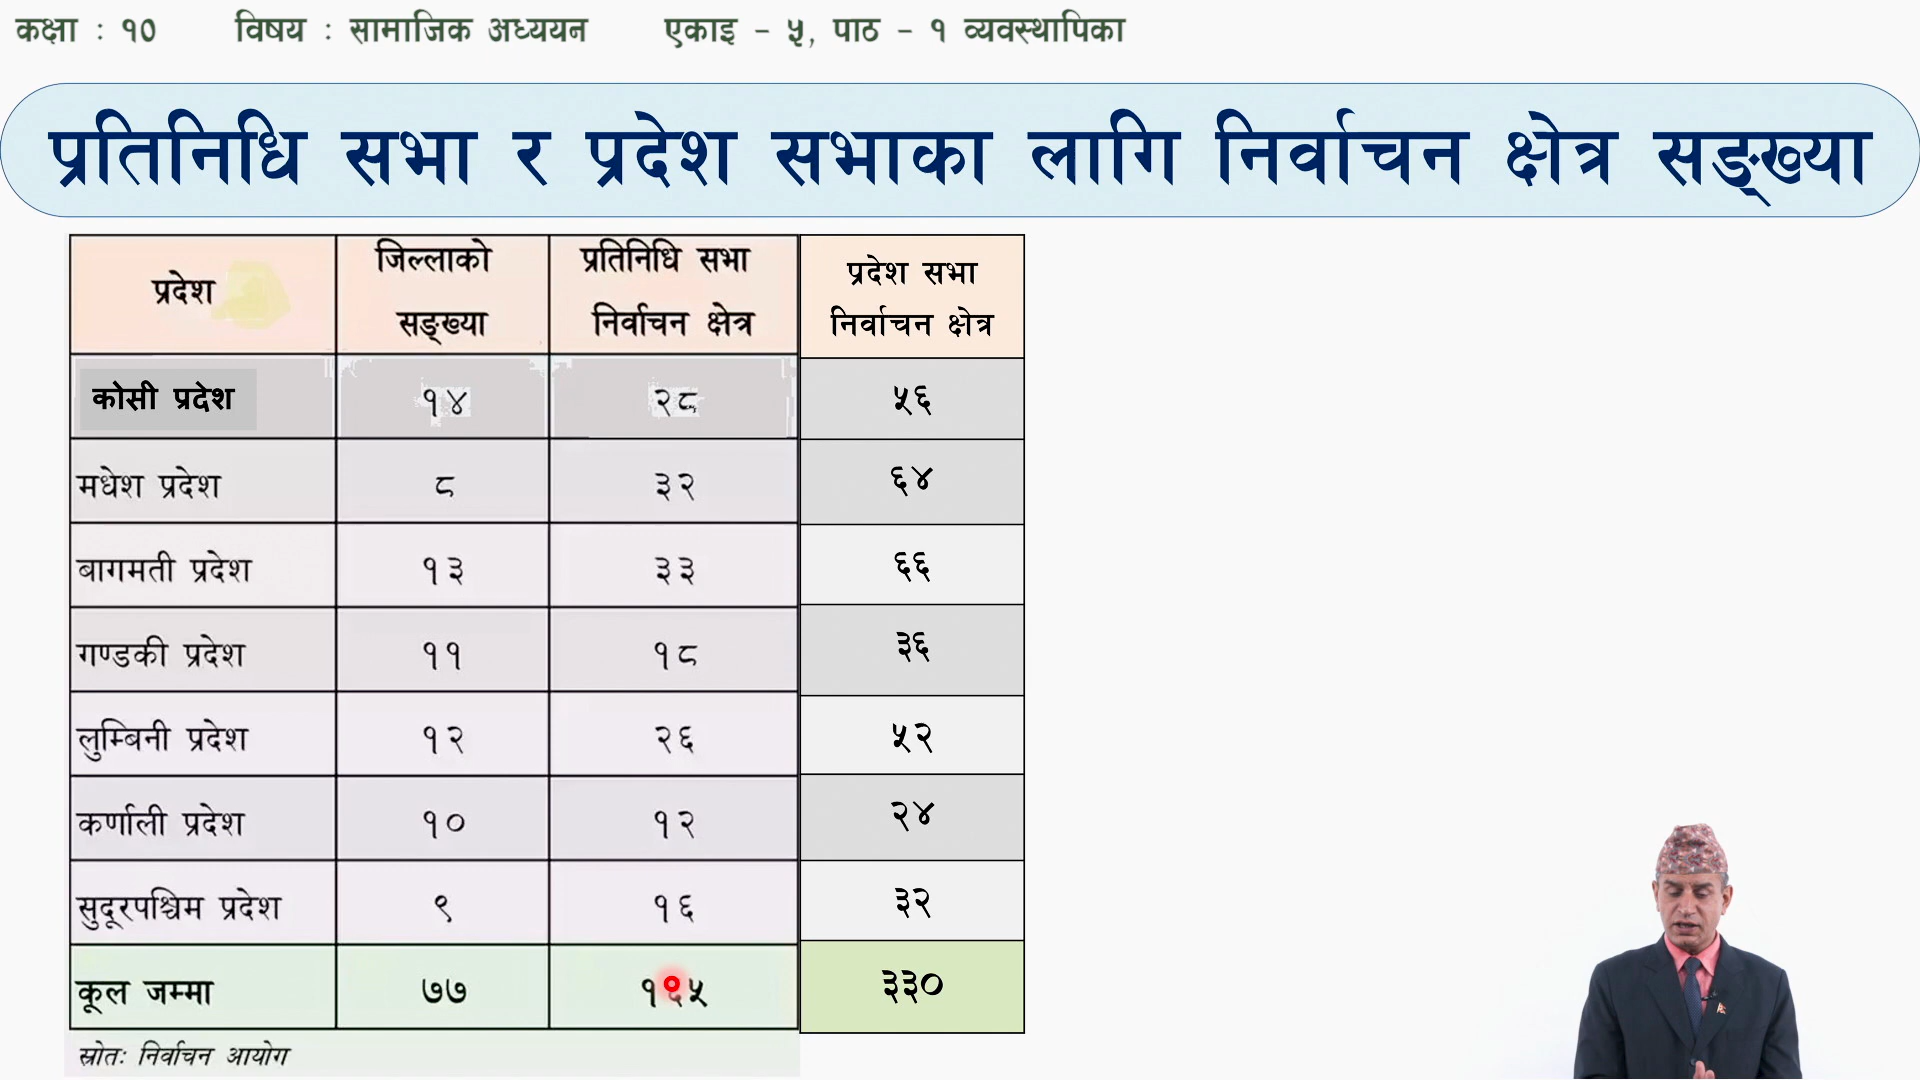 कक्षा : १० विषय : सामाजिक अध्ययन एकाइ - ५, पाठ - १ व्यवस्थापिका
प्रतिनिधि सभा र प्रदेश सभाका लागि निर्वाचन क्षेत्र सङ्ख्या
प्रदेश जिल्लाको सङ्ख्या प्रतिनिधि सभा निर्वाचन क्षेत्र प्रदेश सभा निर्वाचन क्षेत्र
कोसी प्रदेश १४ २८ ५६
मधेश प्रदेश ८ ३२ ६४
बागमती प्रदेश १३ ३३ ६६
गण्डकी प्रदेश ११ १८ ३६
लुम्बिनी प्रदेश १२ २६ ५२
कर्णाली प्रदेश १० १२ २४
सुदूरपश्चिम प्रदेश ९ १६ ३२
कूल जम्मा ७७ १६५ ३३०
स्रोतः निर्वाचन आयोग